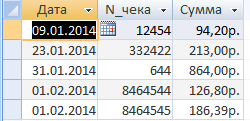 Дата N_чека Сумма
09.01.2014 12454 94,20р.
23.01.2014 332422 213,00р.
31.01.2014 644 864,00р.
01.02.2014 8464544 126,80р.
01.02.2014 8464545 186,39р.